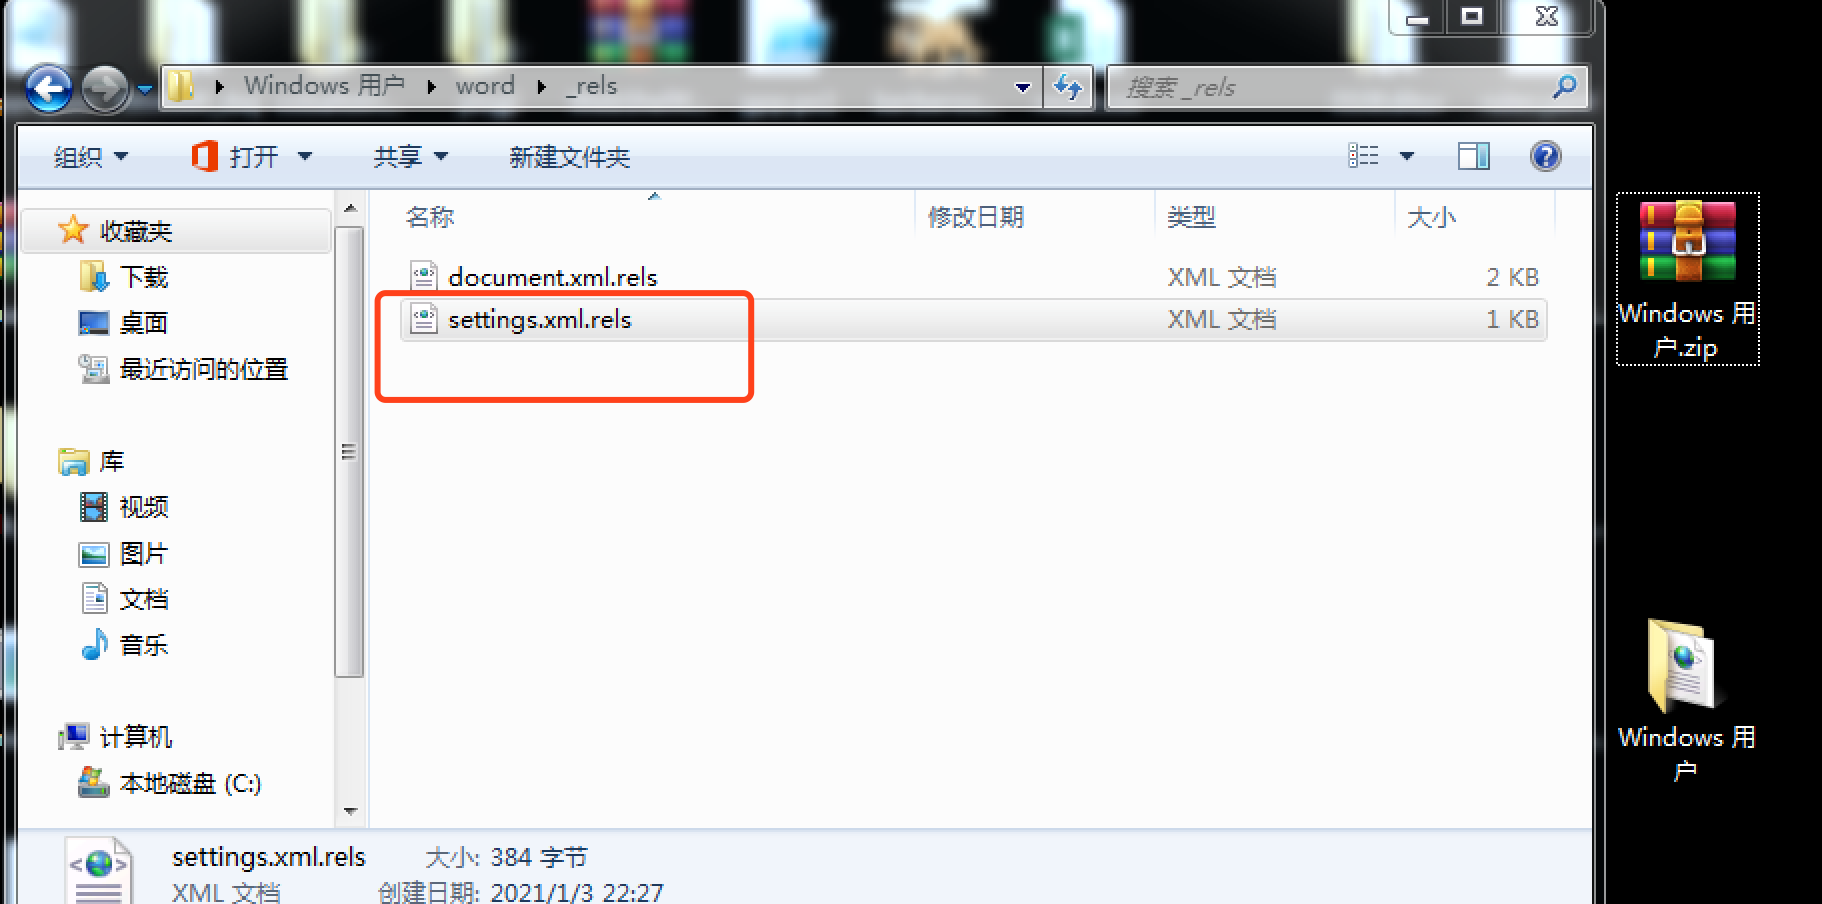 Windows 用户 word _rels
搜索 _rels
组织 打开 共享 新建文件夹
名称 修改日期 类型 大小
收藏夹
下载
桌面
最近访问的位置
库
视频
图片
文档
音乐
计算机
本地磁盘 (C:)
document.xml.rels XML 文档 2 KB
settings.xml.rels XML 文档 1 KB
settings.xml.rels 大小: 384 字节
XML 文档 创建日期: 2021/1/3 22:27
Windows 用
户.zip
Windows 用
户